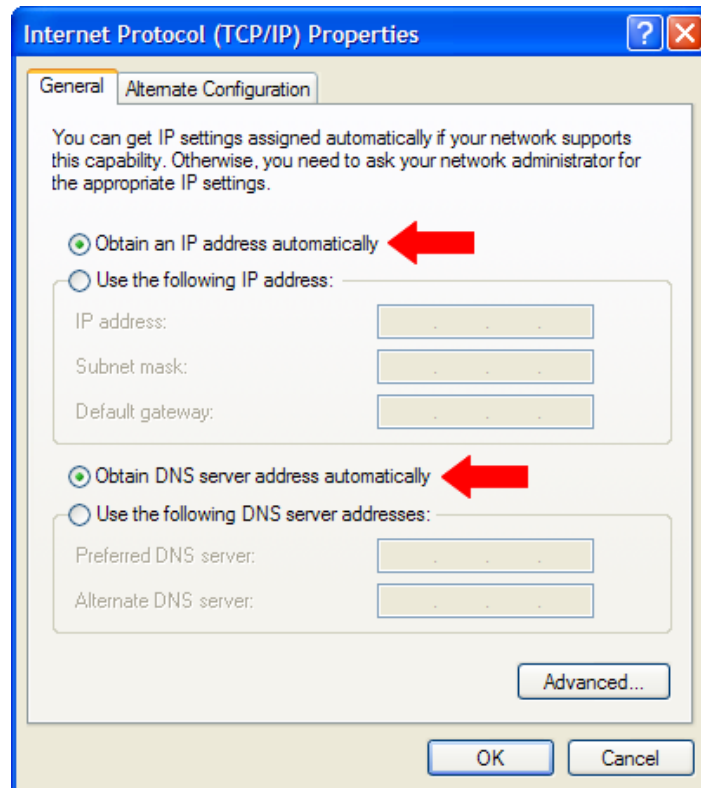 Internet Protocol (TCP/IP) Properties
General
Alternate Configuration
You can get IP settings assigned automatically if your network supports
this capability. Otherwise, you need to ask your network administrator for
the appropriate IP settings.
Obtain an IP address automatically
Use the following IP address:
IP address:
Subnet mask:
Default gateway:
Obtain DNS server address automatically
Use the following DNS server addresses:
Preferred DNS server:
Alternate DNS server:
Advanced...
OK
Cancel